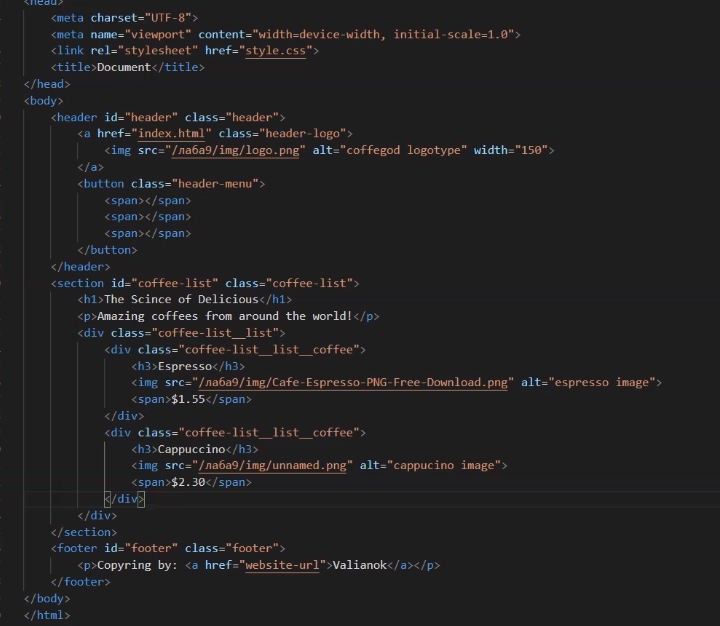 <head>
<meta charset="UTF-8">
<meta name="viewport" content="width=device-width, initial-scale=1.0">
<link rel="stylesheet" href="style.css">
<title>Document</title>
</head>
<body>
<header id="header" class="header">
<a href="index.html" class="header-logo">
<img src="/лаба9/img/logo.png" alt="coffegod logotype" width="150">
</a>
<button class="header-menu">
<span></span>
<span></span>
<span></span>
</button>
</header>
<section id="coffee-list" class="coffee-list">
<h1>The Scince of Delicious</h1>
<p>Amazing coffees from around the world!</p>
<div class="coffee-list__list">
<div class="coffee-list__list__coffee">
<h3>Espresso</h3>
<img src="/лаба9/img/Cafe-Espresso-PNG-Free-Download.png" alt="espresso image">
<span>$1.55</span>
</div>
<div class="coffee-list__list__coffee">
<h3>Cappuccino</h3>
<img src="/лаба9/img/unnamed.png" alt="cappucino image">
<span>$2.30</span>
</div>
</div>
</section>
<footer id="footer" class="footer">
<p>Copyring by: <a href="website-url">Valianok</a></p>
</footer>
</body>
</html>